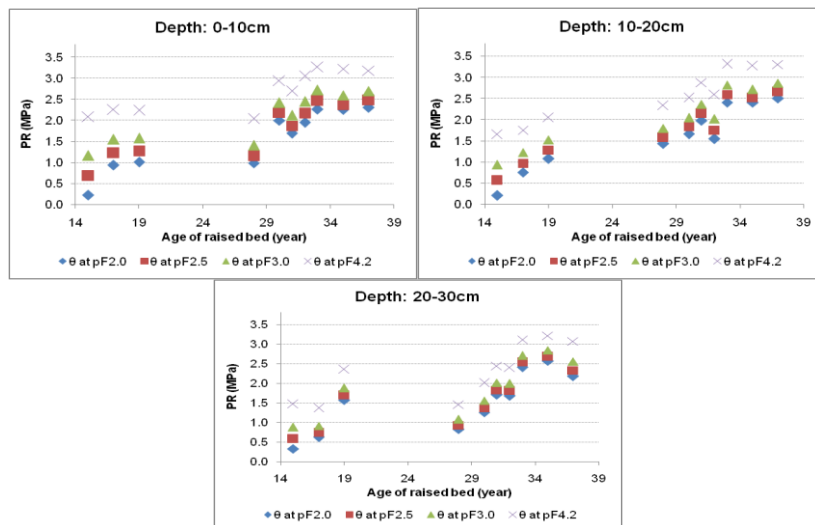 Depth: 0-10cm
PR (MPa)
3.5
3.0
2.5
2.0
1.5
1.0
0.5
0.0
14 19 24 29 34 39
Age of raised bed (year)
θ at pF2.0 θ at pF2.5 θ at pF3.0 θ at pF4.2
Depth: 10-20cm
PR (MPa)
3.5
3.0
2.5
2.0
1.5
1.0
0.5
0.0
14 19 24 29 34 39
Age of raised bed (year)
θ at pF2.0 θ at pF2.5 θ at pF3.0 θ at pF4.2
Depth: 20-30cm
PR (MPa)
3.5
3.0
2.5
2.0
1.5
1.0
0.5
0.0
14 19 24 29 34 39
Age of raised bed (year)
θ at pF2.0 θ at pF2.5 θ at pF3.0 θ at pF4.2